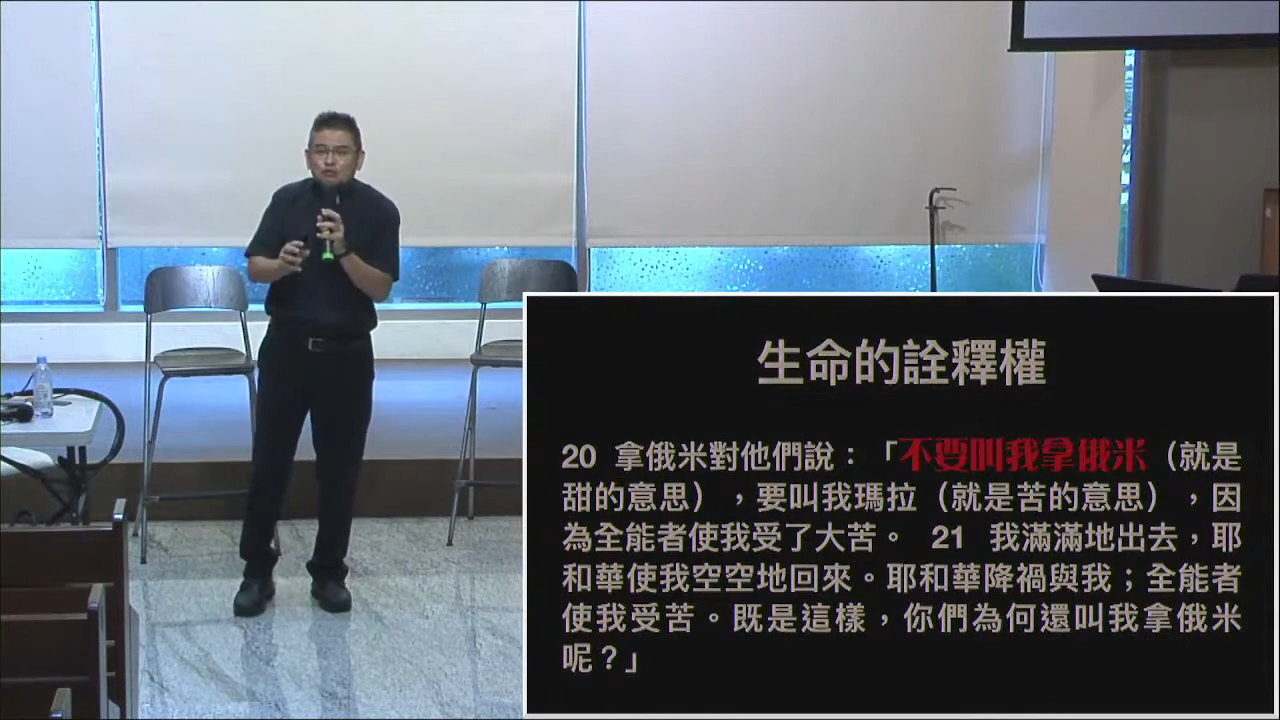 生命的詮釋權
20 拿俄米對他們說：「不要叫我拿俄米（就是
甜的意思），要叫我瑪拉（就是苦的意思），因
為全能者使我受了大苦。 21 我滿滿地出去，耶
和華使我空空地回來。耶和華降禍與我；全能者
使我受苦。既是這樣，你們為何還叫我拿俄米
呢？」